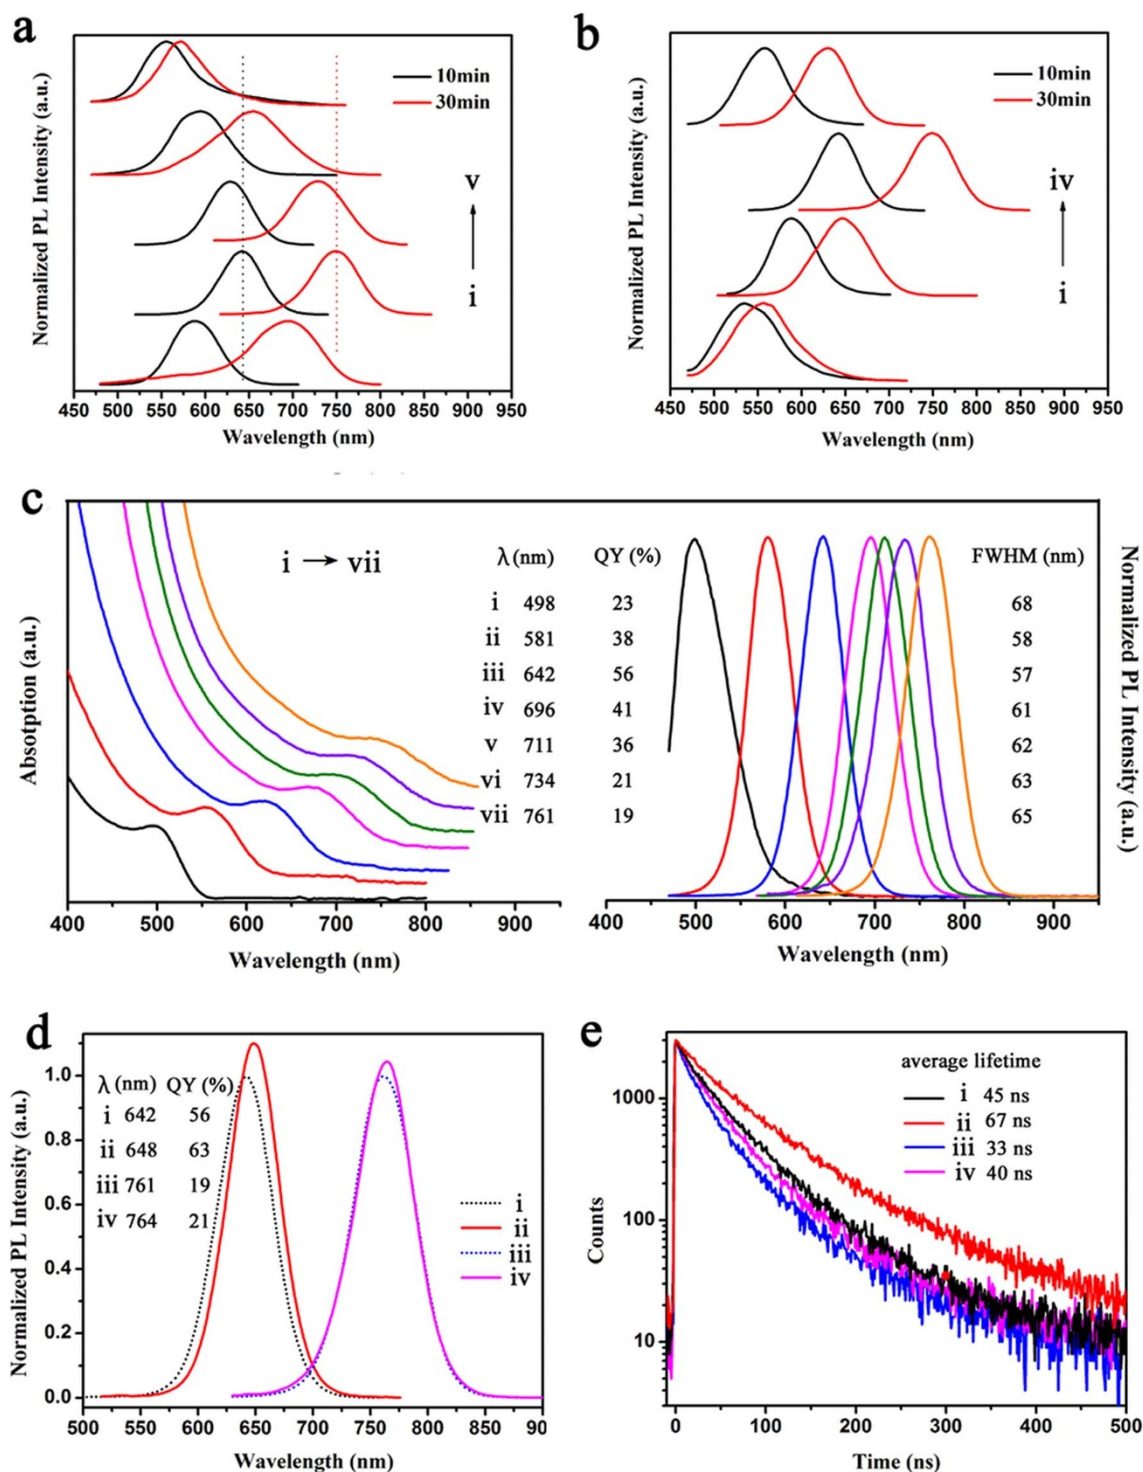 a
Normalized PL Intensity (a.u.)
10min
30min
v
i
450 500 550 600 650 700 750 800 850 900 950
Wavelength (nm)
b
Normalized PL Intensity (a.u.)
10min
30min
iv
i
450 500 550 600 650 700 750 800 850 900 950
Wavelength (nm)
c
Absotption (a.u.)
i → vii
λ (nm) QY (%) FWHM (nm)
i 498 23 68
ii 581 38 58
iii 642 56 57
iv 696 41 61
v 711 36 62
vi 734 21 63
vii 761 19 65
Normalized PL Intensity (a.u.)
400 500 600 700 800 900
Wavelength (nm)
400 500 600 700 800 900
Wavelength (nm)
d
Normalized PL Intensity (a.u.)
1.0
0.8
0.6
0.4
0.2
0.0
λ (nm) QY (%)
i 642 56
ii 648 63
iii 761 19
iv 764 21
i
ii
iii
iv
500 550 600 650 700 750 800 850 90
Wavelength (nm)
e
Counts
1000
100
10
average lifetime
i 45 ns
ii 67 ns
iii 33 ns
iv 40 ns
0 100 200 300 400 500
Time (ns)